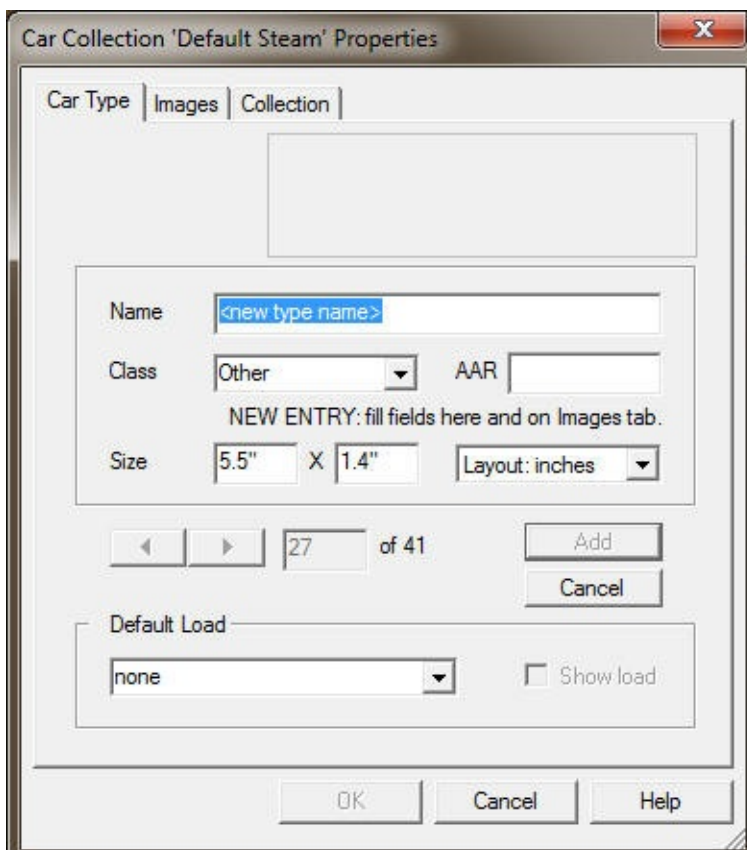 Car Collection 'Default Steam' Properties
X
Car Type Images Collection
Name <new type name>
Class Other AAR
NEW ENTRY: fill fields here and on Images tab.
Size 5.5" X 1.4" Layout: inches
27 of 41 Add
Cancel
Default Load
none Show load
OK Cancel Help